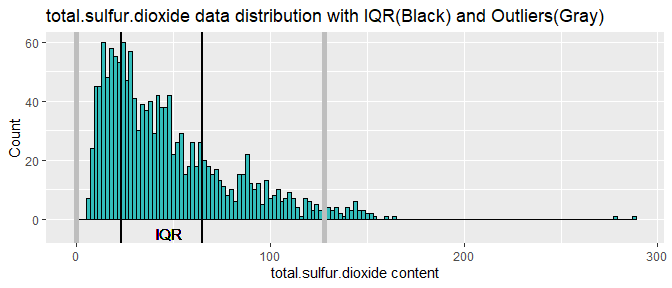 total.sulfur.dioxide data distribution with IQR(Black) and Outliers(Gray)
60
40
20
0
Count
IQR
0 100 200 300
total.sulfur.dioxide content